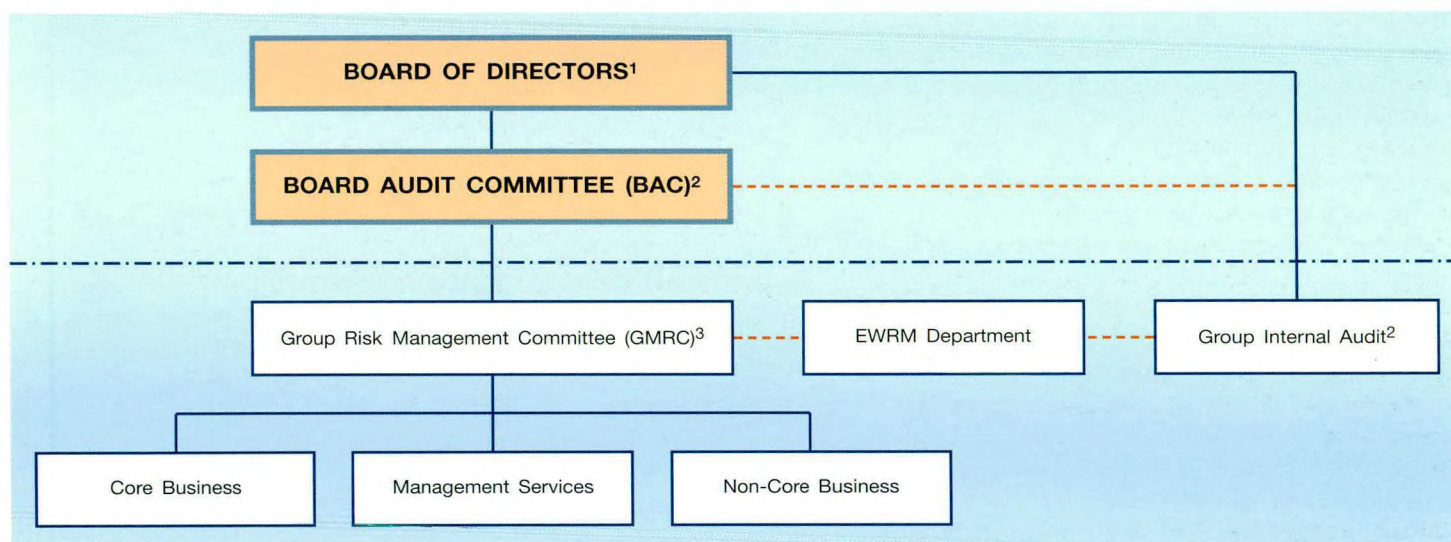 BOARD OF DIRECTORS¹
BOARD AUDIT COMMITTEE (BAC)²
Group Risk Management Committee (GMRC)³
EWRM Department
Group Internal Audit²
Core Business
Management Services
Non-Core Business